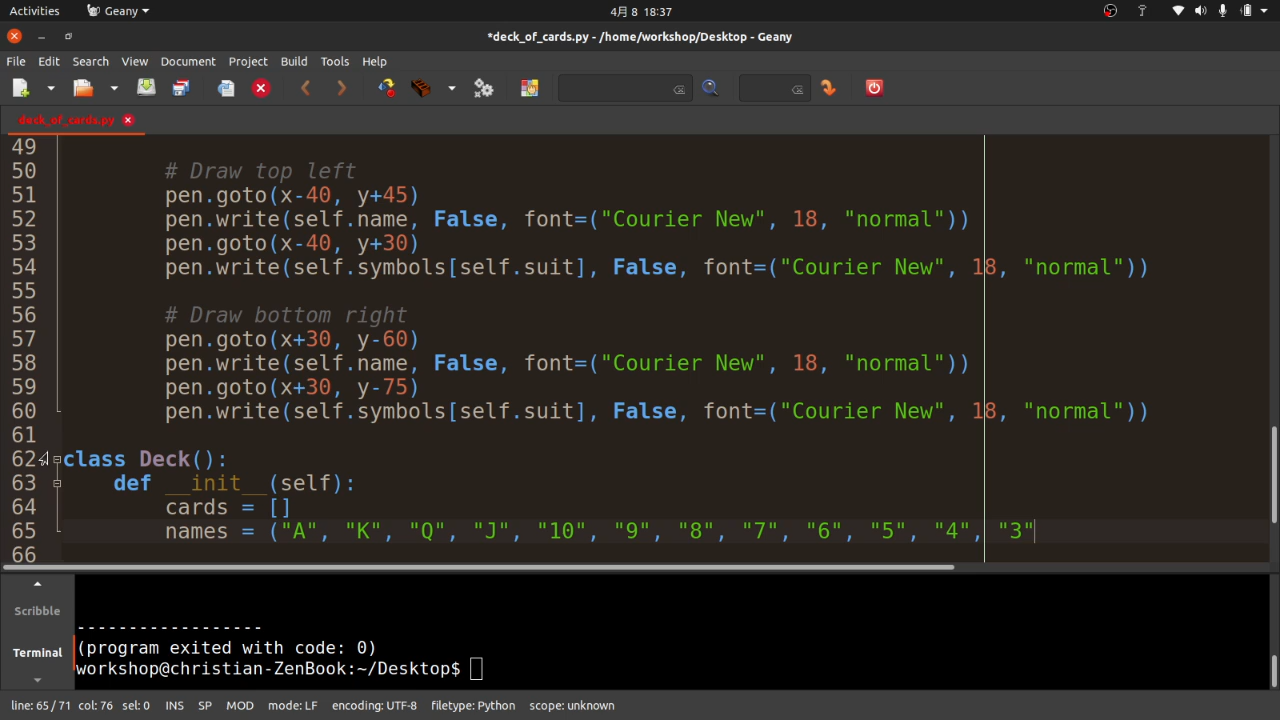 Activities Geany 4月 8 18:37
*deck_of_cards.py - /home/workshop/Desktop - Geany
File Edit Search View Document Project Build Tools Help
deck_of_cards.py
49
50 # Draw top left
51 pen.goto(x-40, y+45)
52 pen.write(self.name, False, font=("Courier New", 18, "normal"))
53 pen.goto(x-40, y+30)
54 pen.write(self.symbols[self.suit], False, font=("Courier New", 18, "normal"))
55
56 # Draw bottom right
57 pen.goto(x+30, y-60)
58 pen.write(self.name, False, font=("Courier New", 18, "normal"))
59 pen.goto(x+30, y-75)
60 pen.write(self.symbols[self.suit], False, font=("Courier New", 18, "normal"))
61
62 class Deck():
63 def __init__(self):
64 cards = []
65 names = ("A", "K", "Q", "J", "10", "9", "8", "7", "6", "5", "4", "3"
66
Scribble
Terminal
------------------
(program exited with code: 0)
workshop@christian-ZenBook:~/Desktop$
line: 65 / 71 col: 76 sel: 0 INS SP MOD mode: LF encoding: UTF-8 filetype: Python scope: unknown